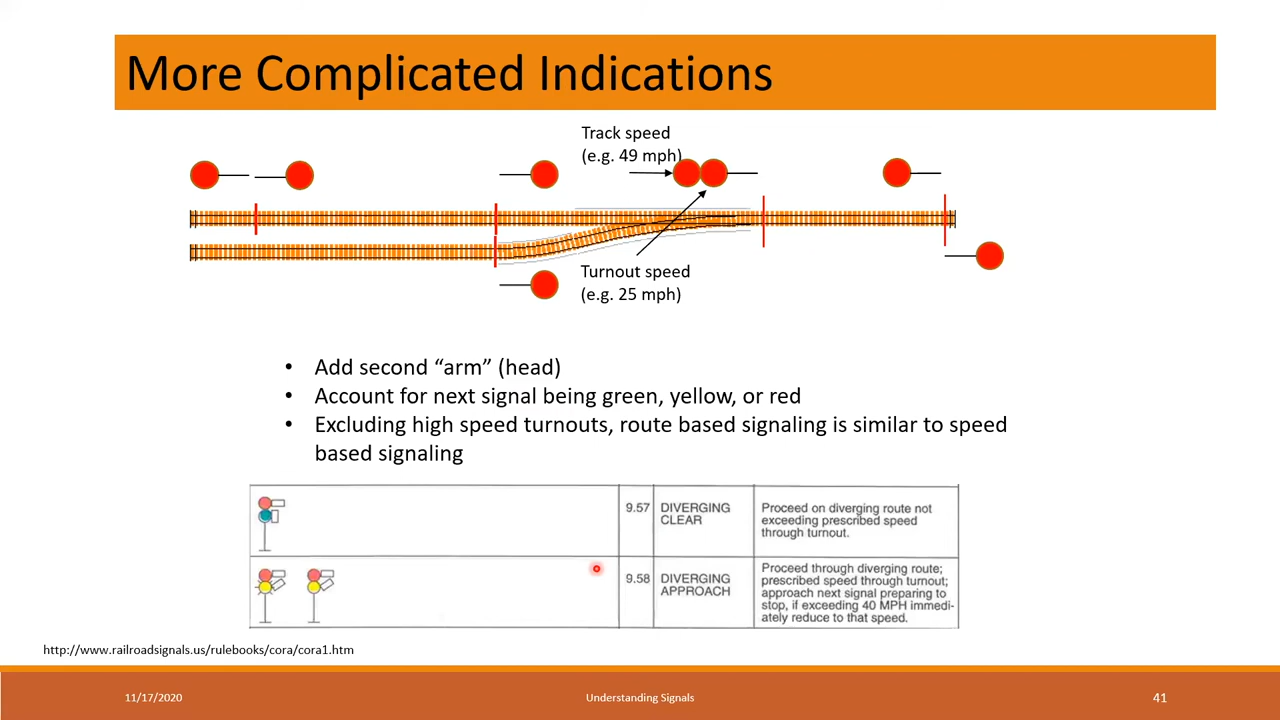 More Complicated Indications
Track speed
(e.g. 49 mph)
Turnout speed
(e.g. 25 mph)
• Add second “arm” (head)
• Account for next signal being green, yellow, or red
• Excluding high speed turnouts, route based signaling is similar to speed
based signaling
9.57 DIVERGING CLEAR
Proceed on diverging route not
exceeding prescribed speed
through turnout.
9.58 DIVERGING APPROACH
Proceed through diverging route;
prescribed speed through turnout;
approach next signal preparing to
stop, if exceeding 40 MPH immedi-
ately reduce to that speed.
http://www.railroadsignals.us/rulebooks/cora/cora1.htm
11/17/2020
Understanding Signals
41